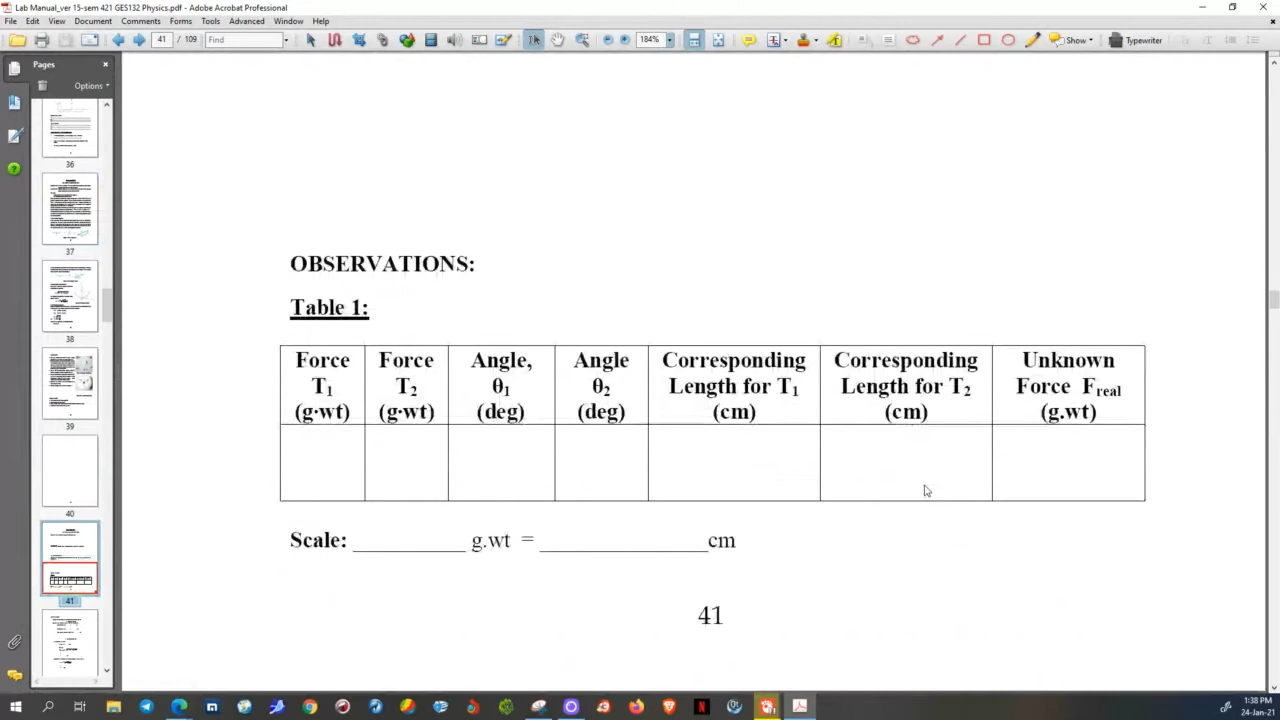 Lab Manual_ver 15-sem 421 GES132 Physics.pdf - Adobe Acrobat Professional
File Edit View Document Comments Forms Tools Advanced Window Help
41 / 109 Find 184% Show Typewriter
Pages
Options
36
37
38
39
40
41
OBSERVATIONS:
Table 1:
Force T₁ (g·wt)
Force T₂ (g·wt)
Angle, θ₁ (deg)
Angle θ₂ (deg)
Corresponding Length for T₁ (cm)
Corresponding Length for T₂ (cm)
Unknown Force F real (g.wt)
Scale: __________ g.wt = _______________cm
41
1:38 PM
24-Jan-21